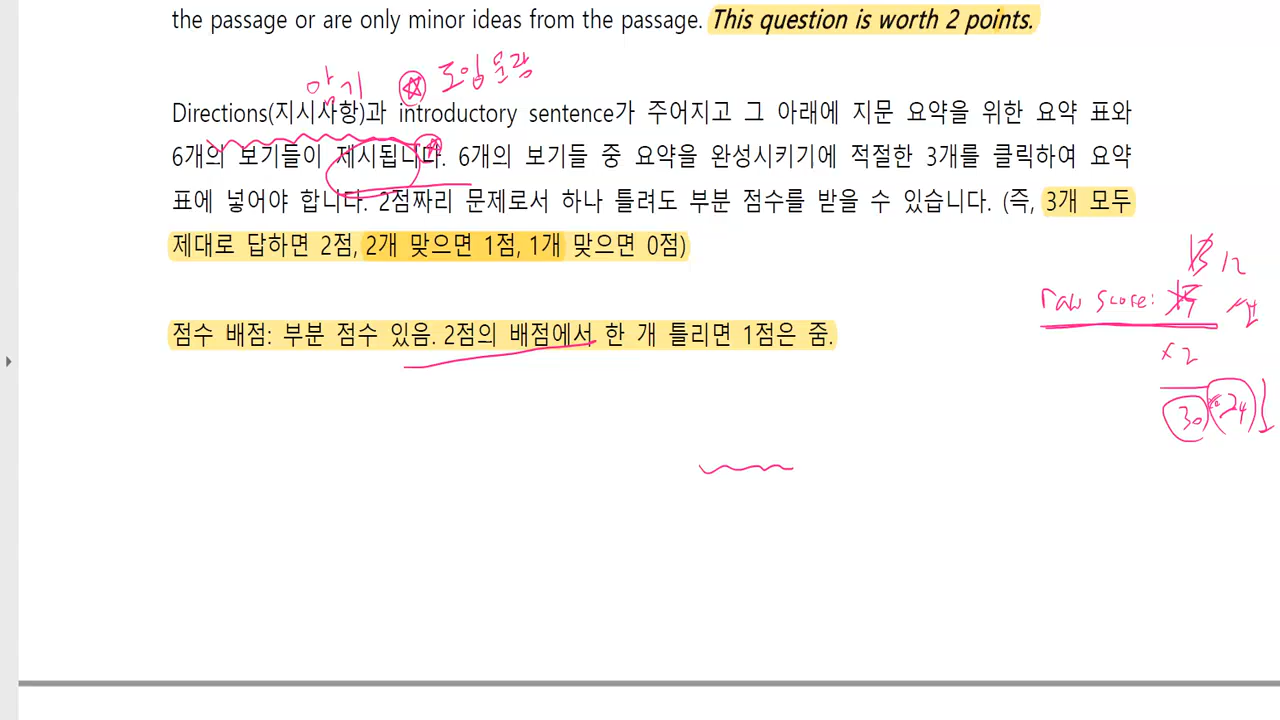 the passage or are only minor ideas from the passage. This question is worth 2 points.
암기 도입문장
Directions(지시사항)과 introductory sentence가 주어지고 그 아래에 지문 요약을 위한 요약 표와
6개의 보기들이 제시됩니다. 6개의 보기들 중 요약을 완성시키기에 적절한 3개를 클릭하여 요약
표에 넣어야 합니다. 2점짜리 문제로서 하나 틀려도 부분 점수를 받을 수 있습니다. (즉, 3개 모두
제대로 답하면 2점, 2개 맞으면 1점, 1개 맞으면 0점)
12
raw score:
점수 배점: 부분 점수 있음. 2점의 배점에서 한 개 틀리면 1점은 줌.
x 2
30 24